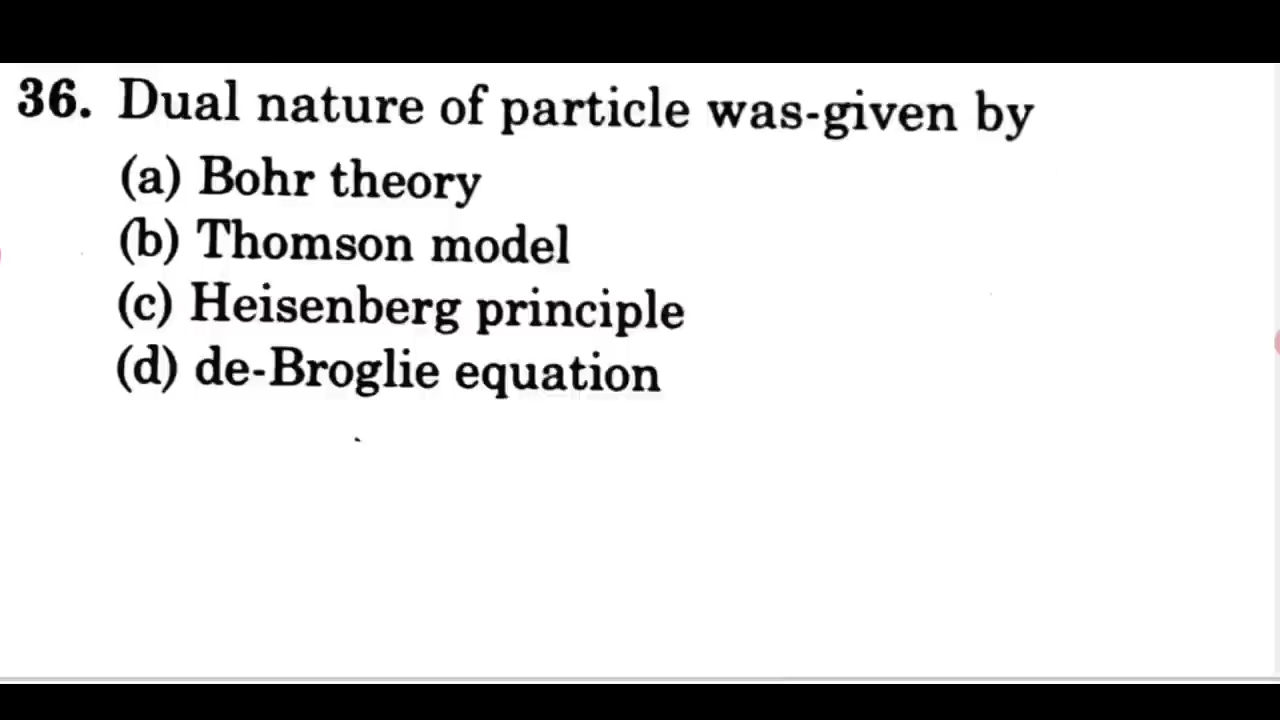 36. Dual nature of particle was-given by
(a) Bohr theory
(b) Thomson model
(c) Heisenberg principle
(d) de-Broglie equation